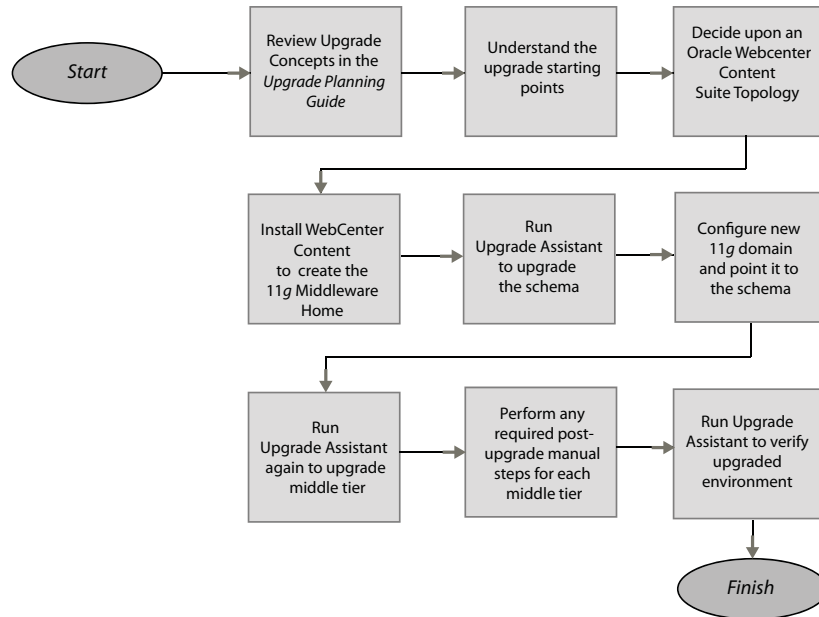 Start
Review Upgrade
Concepts in the
Upgrade Planning
Guide
Understand the
upgrade starting
points
Decide upon an
Oracle Webcenter
Content
Suite Topology
Install WebCenter
Content
to create the
11g Middleware
Home
Run
Upgrade Assistant
to upgrade
the schema
Configure new
11g domain
and point it to
the schema
Run
Upgrade Assistant
again to upgrade
middle tier
Perform any
required post-
upgrade manual
steps for each
middle tier
Run Upgrade
Assistant to verify
upgraded
environment
Finish